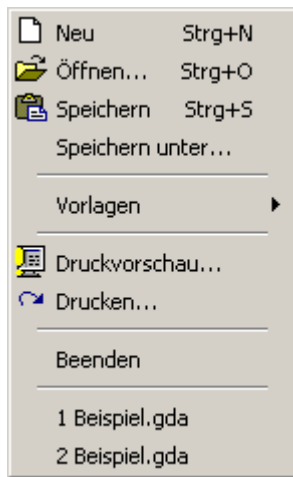 Neu Strg+N
Öffnen... Strg+O
Speichern Strg+S
Speichern unter...
Vorlagen
Druckvorschau...
Drucken...
Beenden
1 Beispiel.gda
2 Beispiel.gda